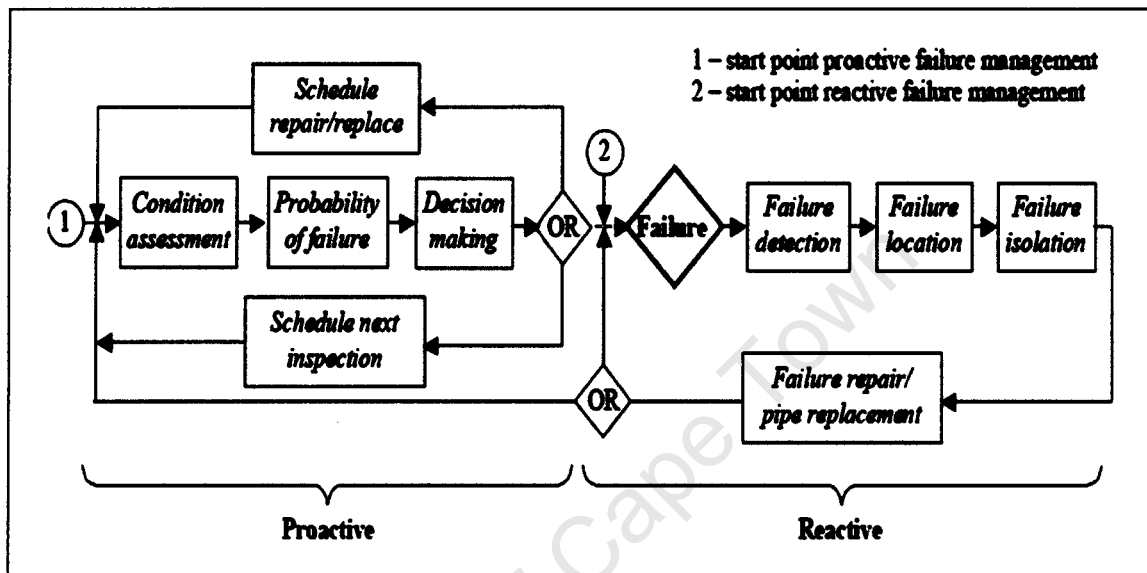 1 – start point proactive failure management
2 – start point reactive failure management
Schedule
repair/replace
2
1
Condition
assessment
Probability
of failure
Decision
making
OR
Failure
Failure
detection
Failure
location
Failure
isolation
Schedule next
inspection
OR
Failure repair/
pipe replacement
Proactive
Reactive
Cape Town